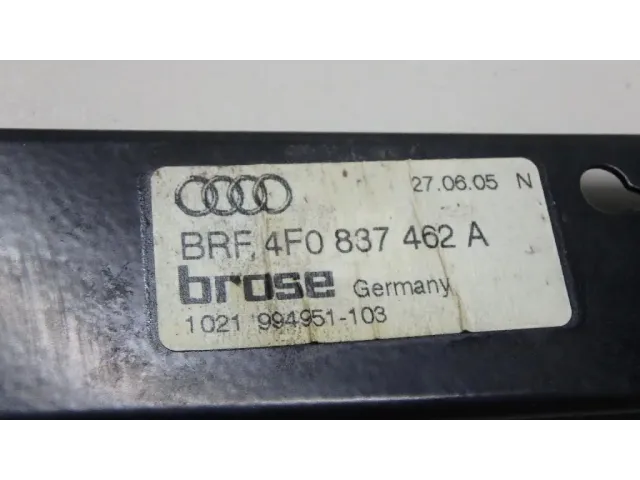 27.06.05 N
BRF 4F0 837 462 A
brose Germany
1021 994951-103